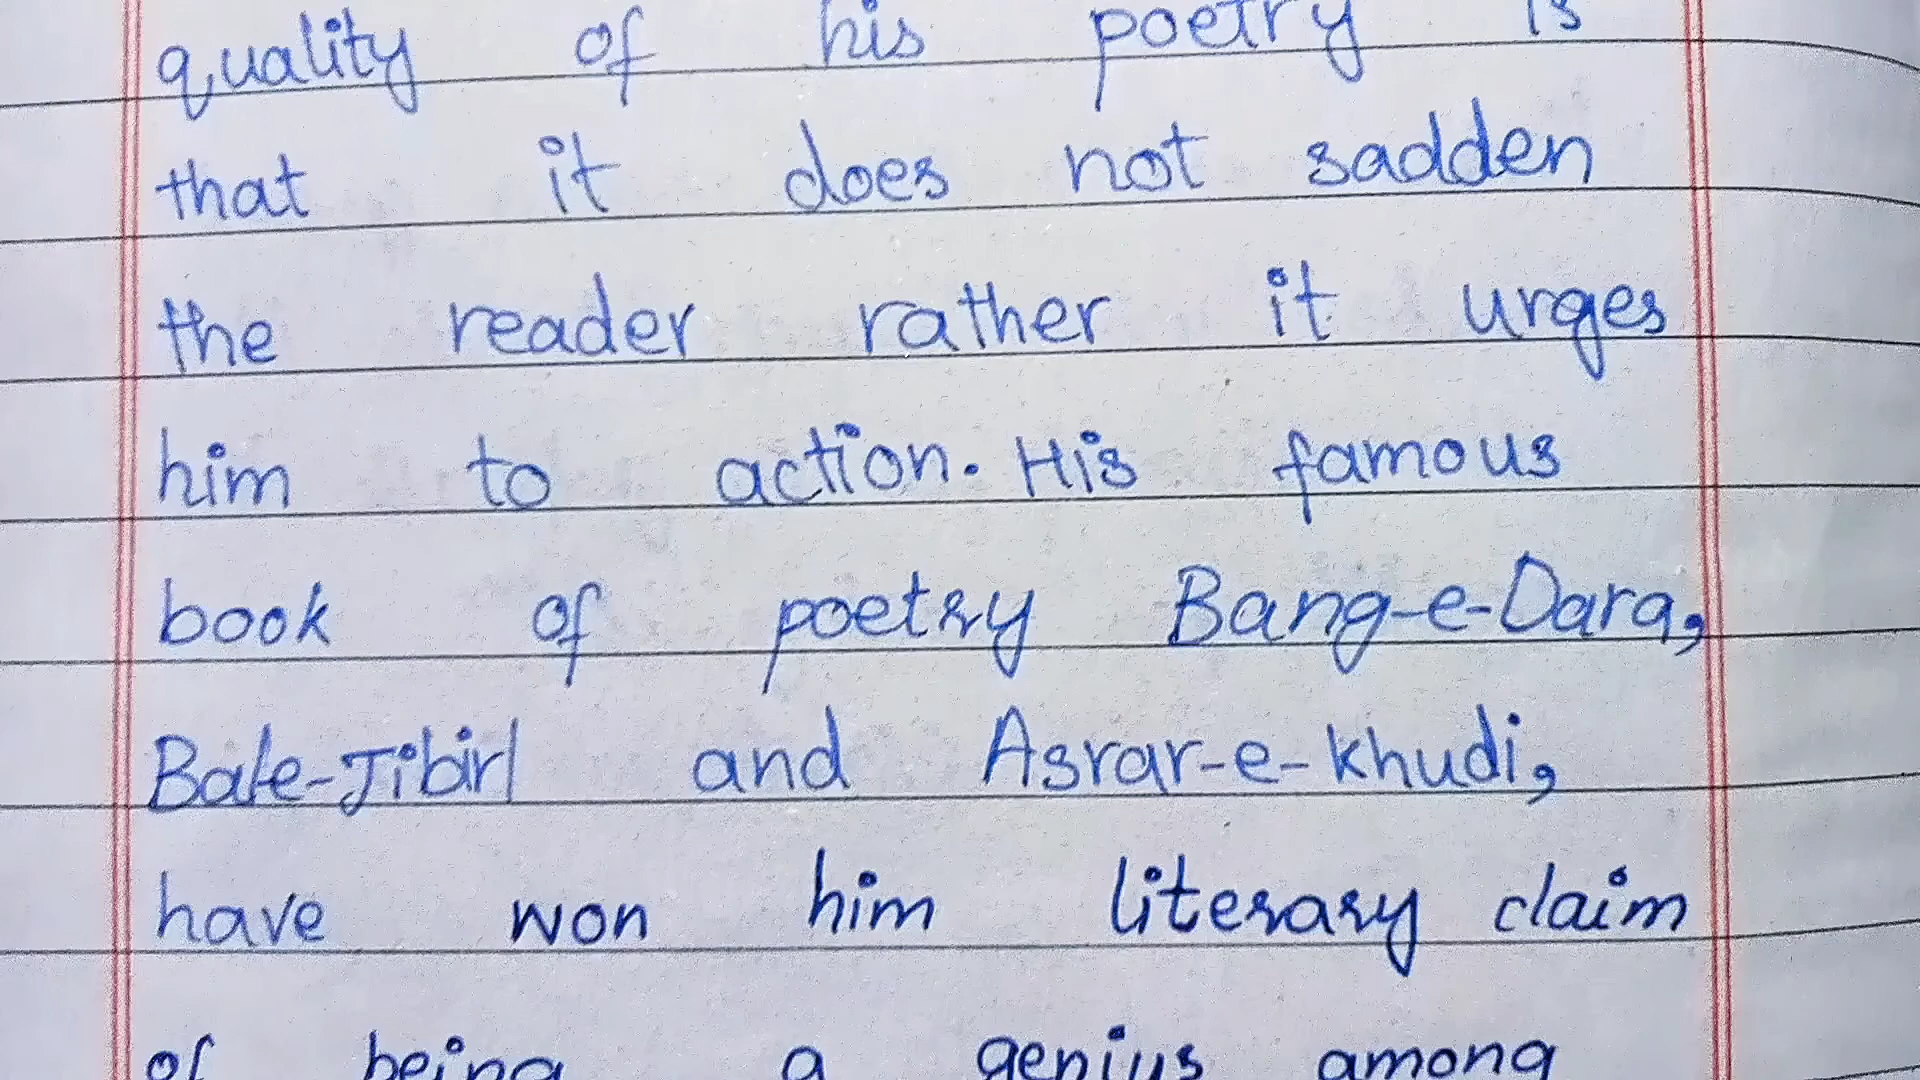 quality of his poetry is
that it does not sadden
the reader rather it urges
him to action. His famous
book of poetry Bang-e-Dara,
Bale-Jibirl and Asrar-e-khudi,
have won him literary claim
of being a genius among